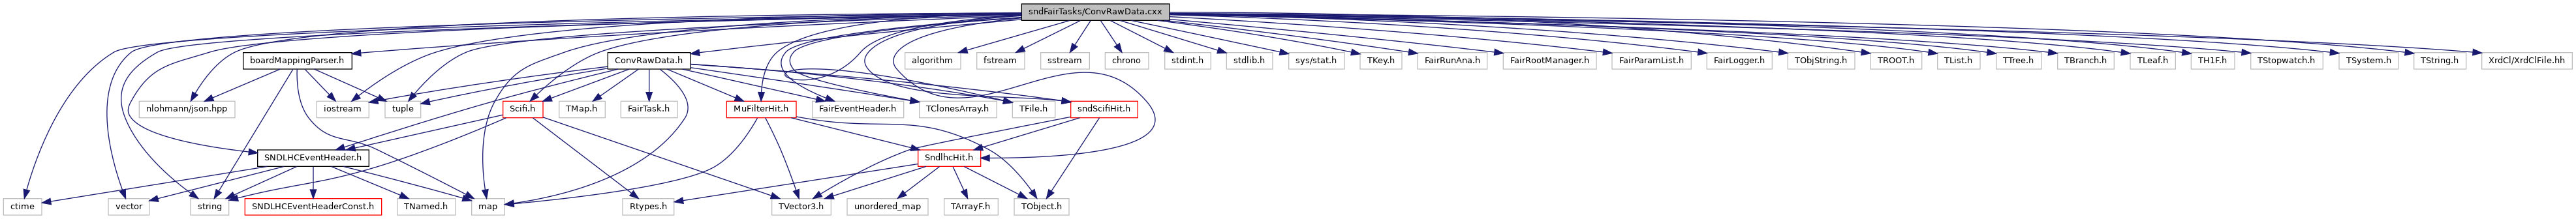 sndFairTasks/ConvRawData.cxx
boardMappingParser.h
ConvRawData.h
algorithm
fstream
sstream
chrono
stdint.h
stdlib.h
sys/stat.h
TKey.h
FairRunAna.h
FairRootManager.h
FairParamList.h
FairLogger.h
TObjString.h
TROOT.h
TList.h
TTree.h
TBranch.h
TLeaf.h
TH1F.h
TStopwatch.h
TSystem.h
TString.h
XrdCl/XrdClFile.hh
nlohmann/json.hpp
iostream
tuple
Scifi.h
TMap.h
FairTask.h
MuFilterHit.h
FairEventHeader.h
TClonesArray.h
TFile.h
sndScifiHit.h
SNDLHCEventHeader.h
SndlhcHit.h
ctime
vector
string
SNDLHCEventHeaderConst.h
TNamed.h
map
Rtypes.h
TVector3.h
unordered_map
TArrayF.h
TObject.h